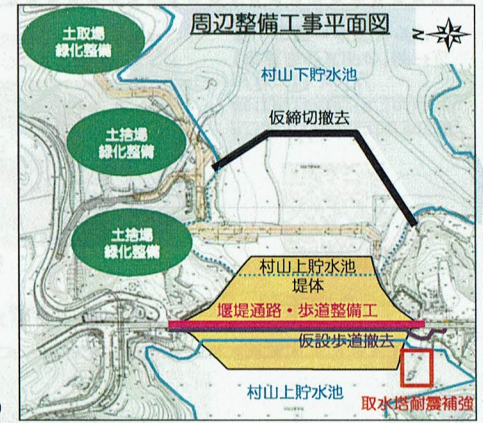 周辺整備工事平面図
N
土取場
緑化整備
村山下貯水池
仮締切撤去
土捨場
緑化整備
土捨場
緑化整備
村山上貯水池
堤体
堰堤通路・歩道整備工
仮設歩道撤去
村山上貯水池
取水塔耐震補強